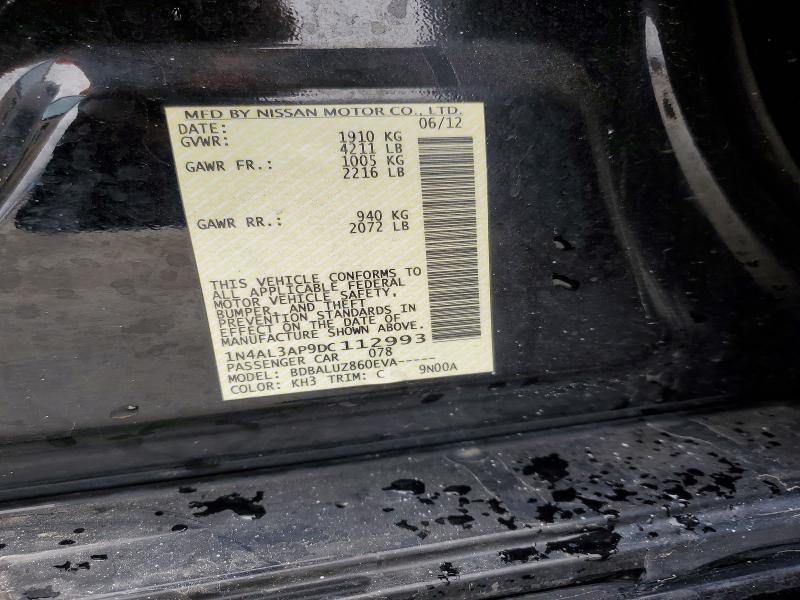 MFD BY NISSAN MOTOR CO., LTD.
DATE: 06/12
GVWR: 1910 KG
4211 LB
GAWR FR.: 1005 KG
2216 LB
GAWR RR.: 940 KG
2072 LB
THIS VEHICLE CONFORMS TO
ALL APPLICABLE FEDERAL
MOTOR VEHICLE SAFETY,
BUMPER, AND THEFT
PREVENTION STANDARDS IN
EFFECT ON THE DATE OF
MANUFACTURE SHOWN ABOVE.
1N4AL3AP9DC112993
PASSENGER CAR 078
MODEL: BDBALUZ860EVA-----
COLOR: KH3 TRIM: C 9N00A